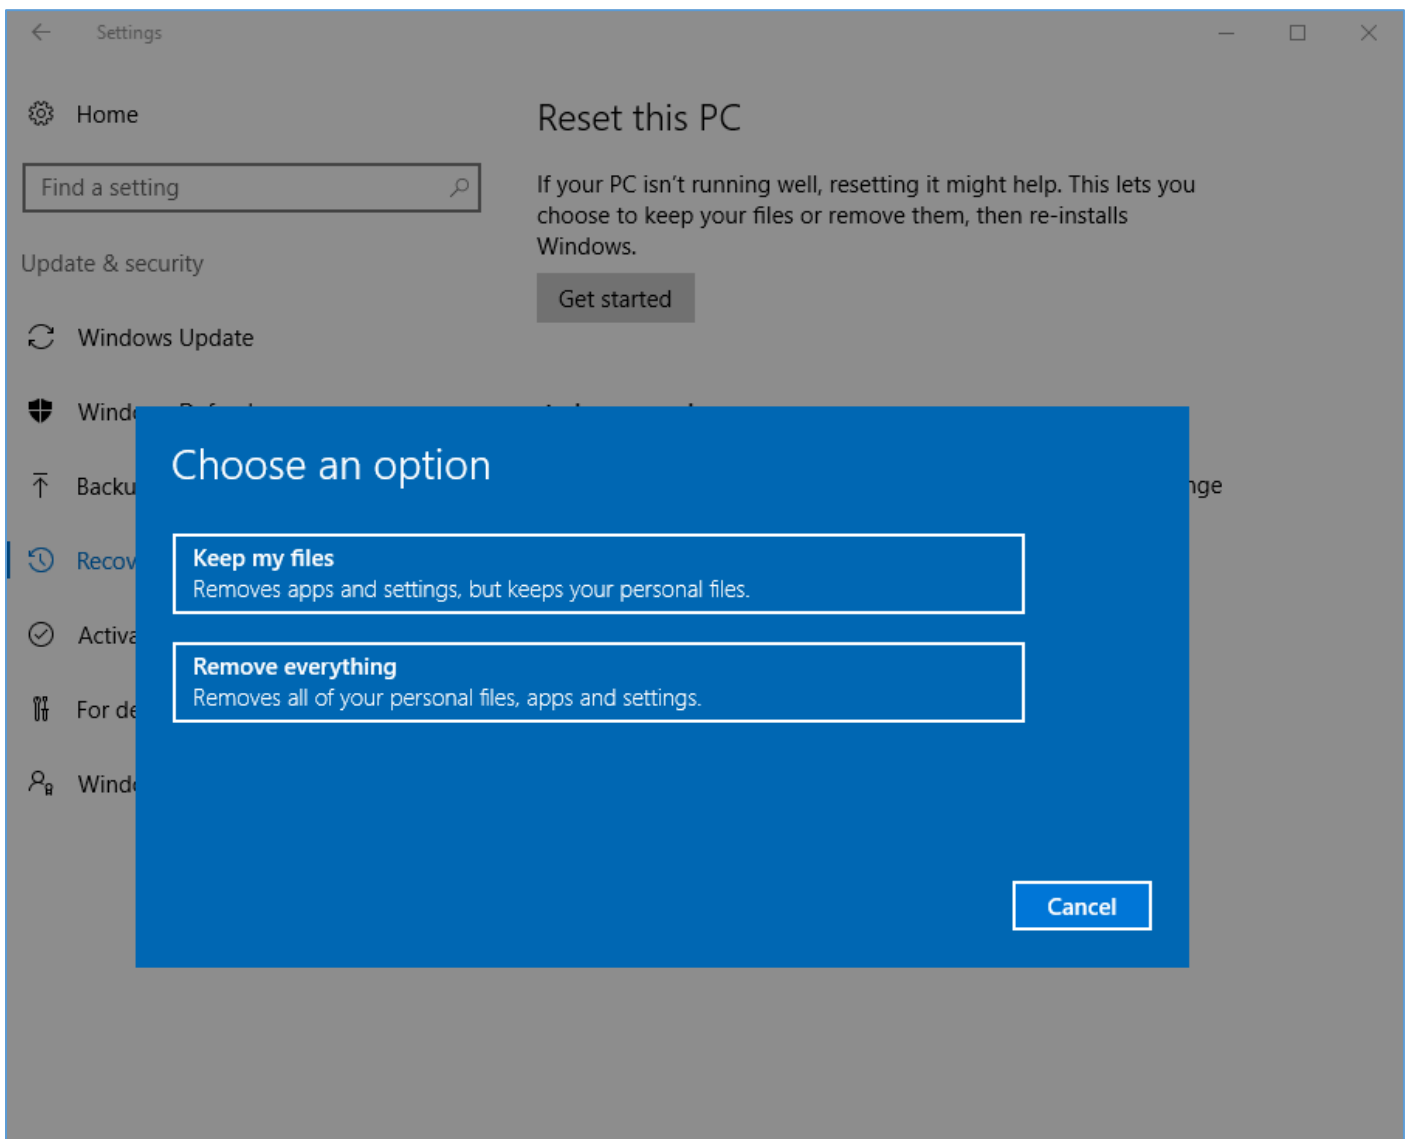 Settings
Home
Find a setting
Update & security
Windows Update
Reset this PC
If your PC isn't running well, resetting it might help. This lets you
choose to keep your files or remove them, then re-installs
Windows.
Get started
Choose an option
Keep my files
Removes apps and settings, but keeps your personal files.
Remove everything
Removes all of your personal files, apps and settings.
Cancel
Wind
Backu
Recov
Activa
For de
Wind
nge